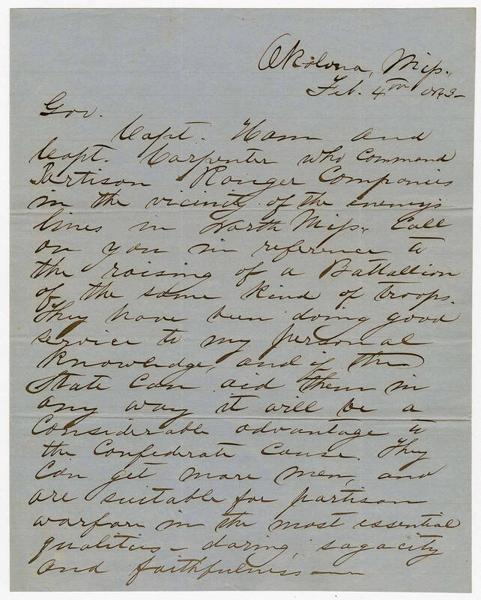 Okolona, Miss.
Feb. 4th 1863-
Gov.
Capt. Ham and
Capt. Carpenter who command
Partison Ranger Companies
in the vicinity of the enemys
lines in North Miss. Call
on you in reference to
the raising of a Battallion
of the same kind of troops.
They have been doing good
service to my personal
knowledge, and if the
State can aid them in
any way it will be a
considerable advantage to
the Confederate Cause. They
can get more men, and
are suitable for partison
warfare in the most essential
qualities - daring, sagacity
and faithfulness —